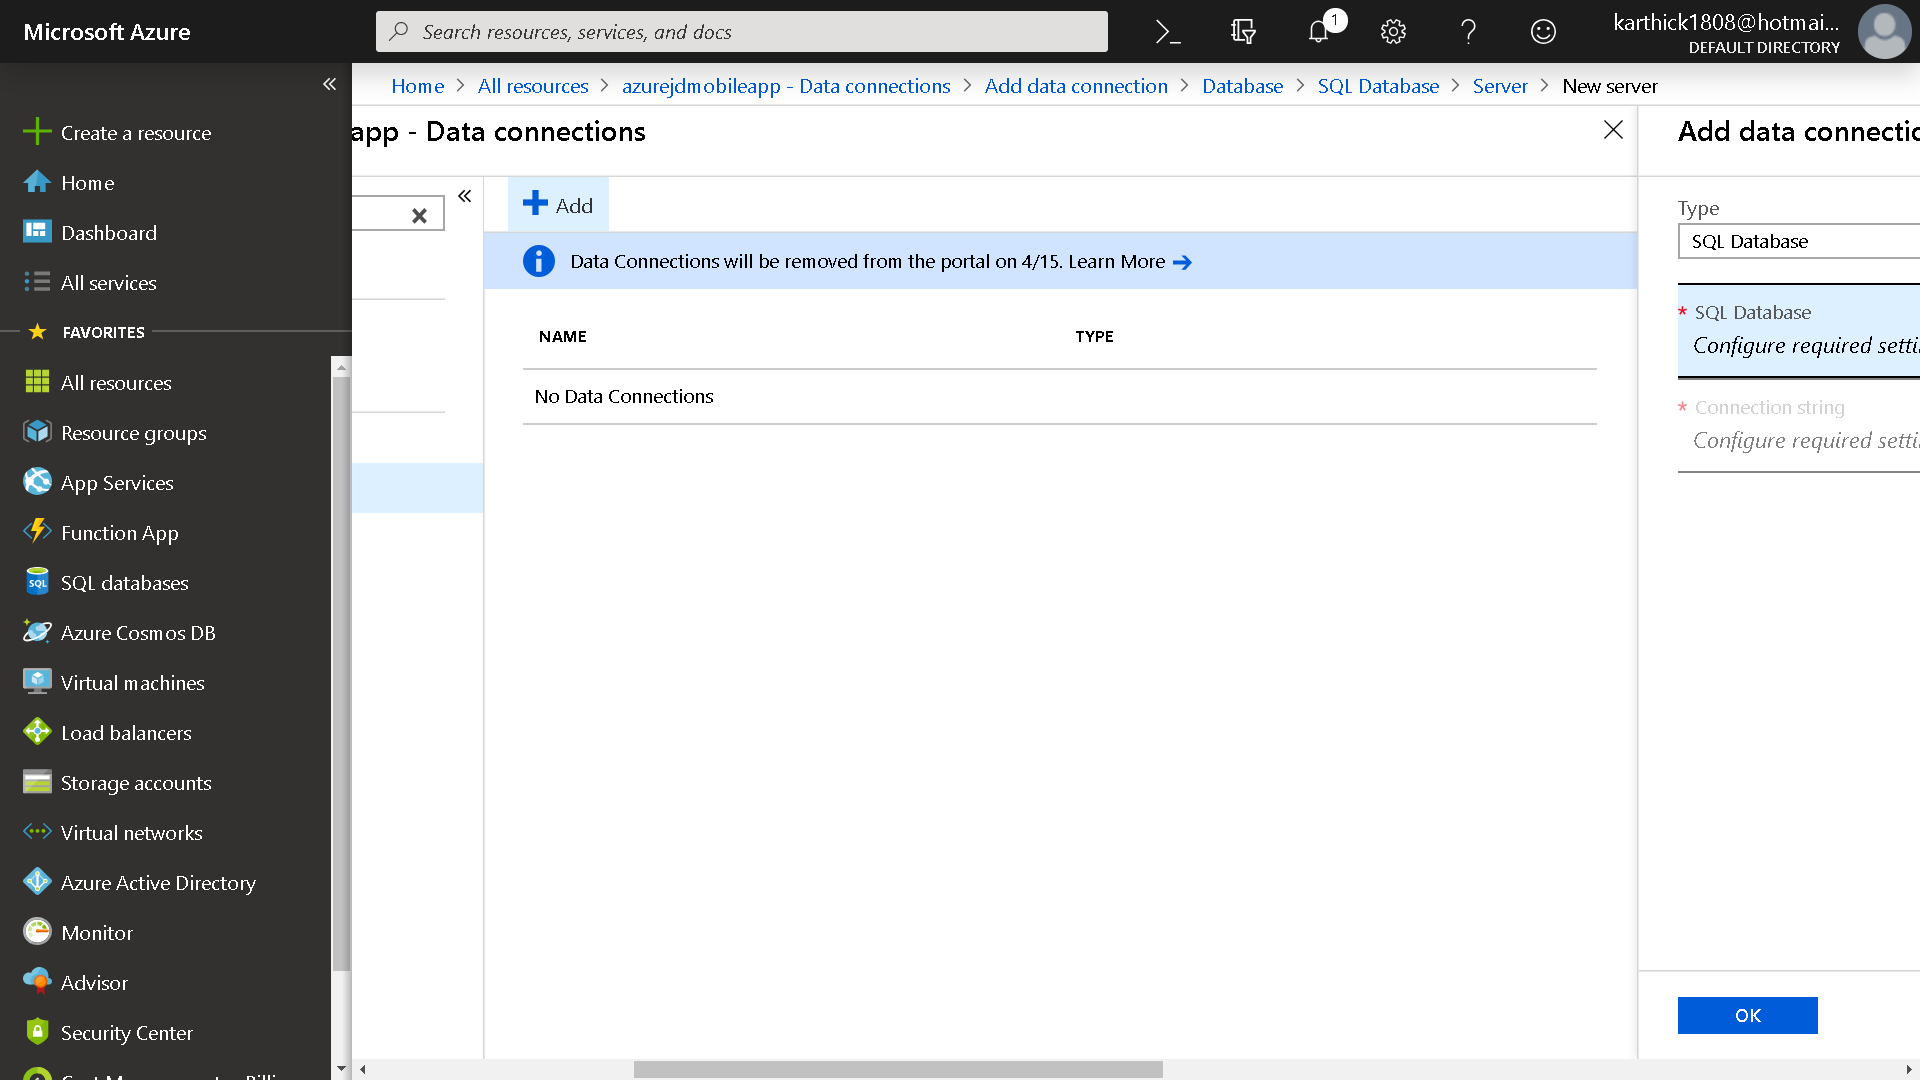 Microsoft Azure
Search resources, services, and docs
1
karthick1808@hotmai...
DEFAULT DIRECTORY
Home > All resources > azurejdmobileapp - Data connections > Add data connection > Database > SQL Database > Server > New server
Create a resource
Home
Dashboard
All services
FAVORITES
All resources
Resource groups
App Services
Function App
SQL databases
Azure Cosmos DB
Virtual machines
Load balancers
Storage accounts
Virtual networks
Azure Active Directory
Monitor
Advisor
Security Center
app - Data connections
Add
Data Connections will be removed from the portal on 4/15. Learn More
NAME TYPE
No Data Connections
Add data connectic
Type
SQL Database
* SQL Database
Configure required setti
* Connection string
Configure required setti
OK